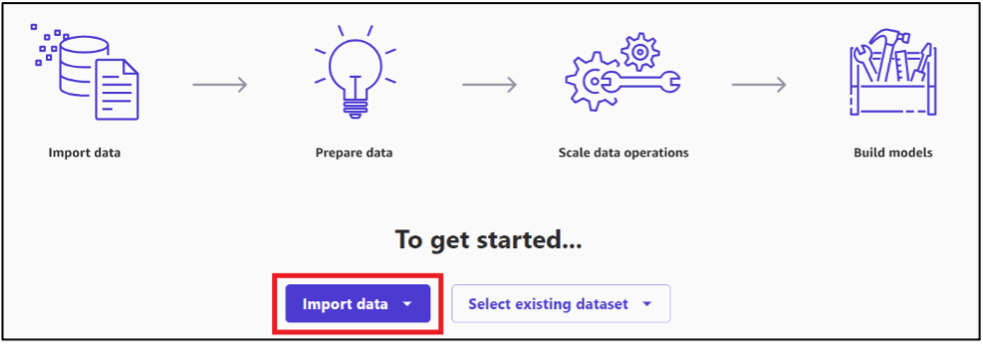 Import data
Prepare data
Scale data operations
Build models
To get started...
Import data
Select existing dataset